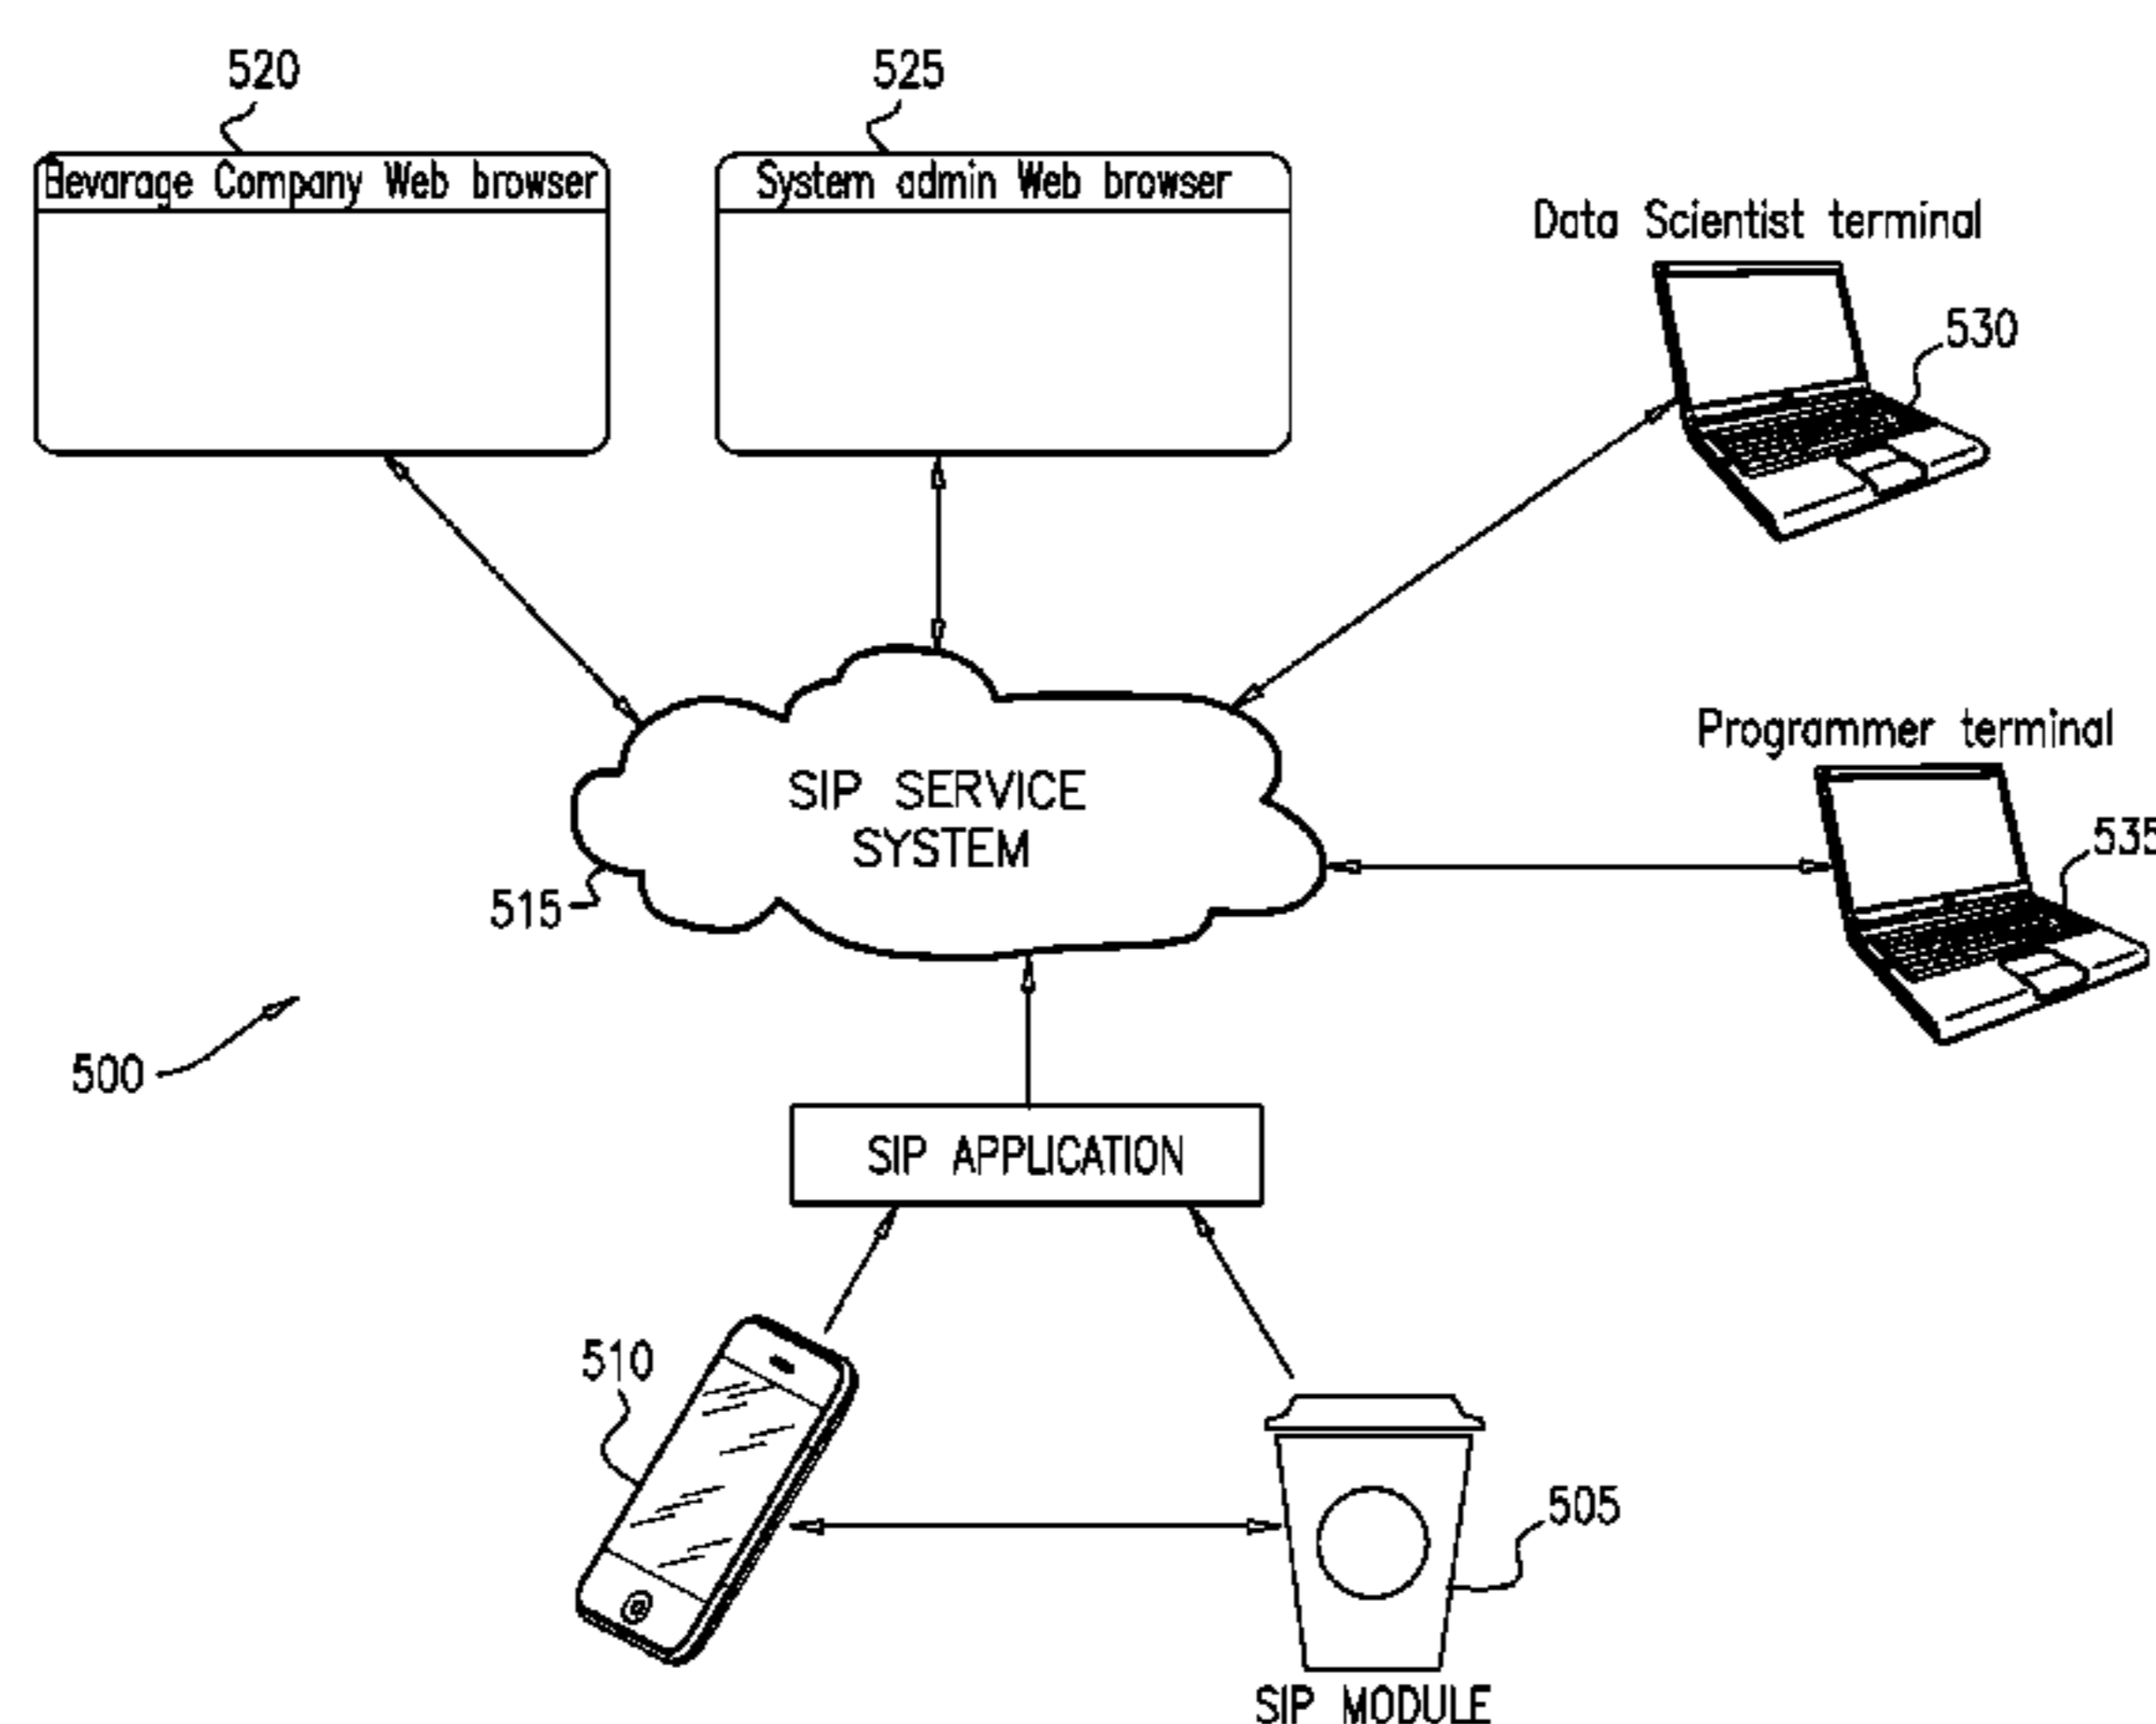 520
525
Bevarage Company Web browser
System admin Web browser
Data Scientist terminal
530
Programmer terminal
535
SIP SERVICE
SYSTEM
515
500
SIP APPLICATION
510
505
SIP MODULE